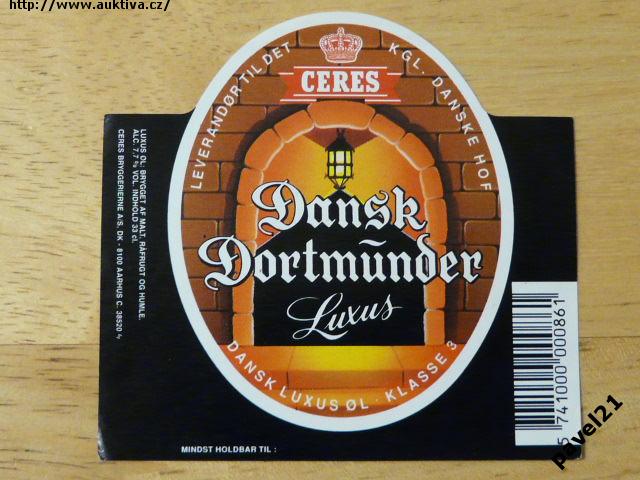 http://www.auktiva.cz/
LEVERANDØR TIL DET KGL. DANSKE HOF
CERES
Dansk
Dortmünder
Luxus
DANSK LUXUS ØL · KLASSE 3
LUXUS ØL: BRYGGET AF MALT, RÅFRUGT OG HUMLE.
ALC. 7,7 % VOL. INDHOLD 33 cl.
CERES BRYGGERIERNE A/S, DK - 8100 AARHUS C. 38520
MINDST HOLDBAR TIL :
5 741000 000861
pavel21